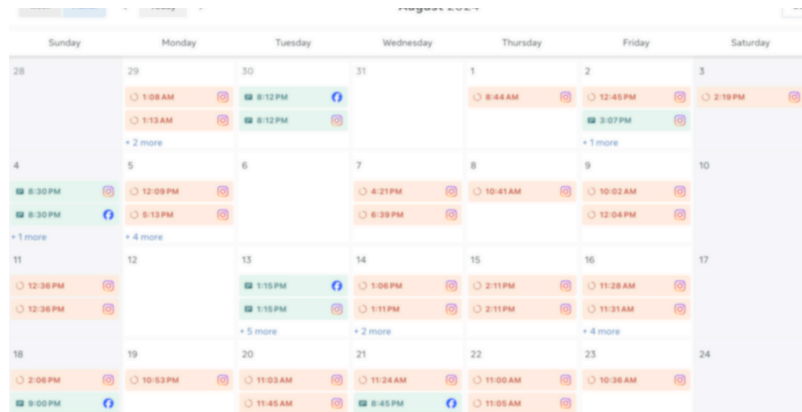 August 2024
Sunday Monday Tuesday Wednesday Thursday Friday Saturday
28 29 30 31 1 2 3
1:08 AM 8:12 PM 8:44 AM 12:45 PM 2:19 PM
1:13 AM 8:12 PM 3:07 PM
+ 2 more + 1 more
4 5 6 7 8 9 10
8:30 PM 12:09 PM 4:21 PM 10:41 AM 10:02 AM
8:30 PM 5:13 PM 6:39 PM 12:04 PM
+ 1 more + 4 more
11 12 13 14 15 16 17
12:36 PM 1:15 PM 1:06 PM 2:11 PM 11:28 AM
12:36 PM 1:15 PM 1:11 PM 2:11 PM 11:31 AM
+ 5 more + 2 more + 4 more
18 19 20 21 22 23 24
2:06 PM 10:53 PM 11:03 AM 11:24 AM 11:00 AM 10:36 AM
9:00 PM 11:45 AM 8:45 PM 11:05 AM